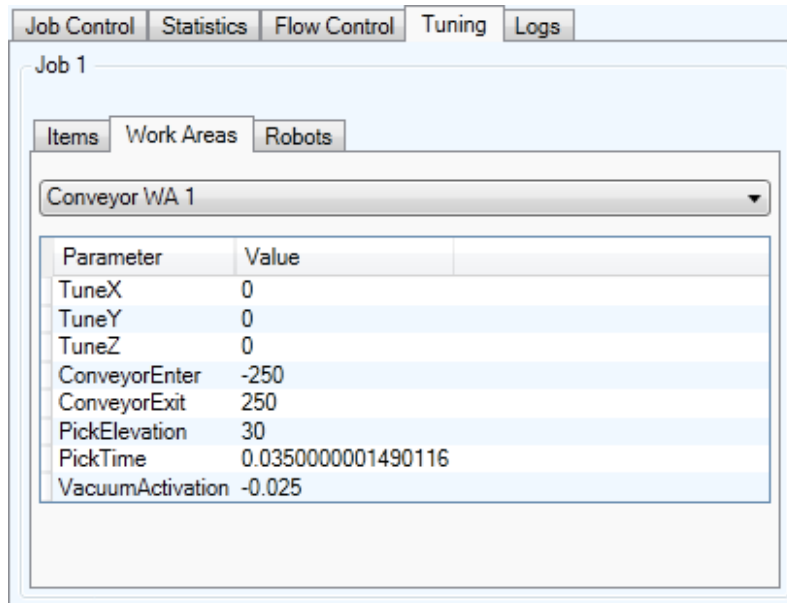 Job Control Statistics Flow Control Tuning Logs
Job 1
Items Work Areas Robots
Conveyor WA 1
Parameter Value
TuneX 0
TuneY 0
TuneZ 0
ConveyorEnter -250
ConveyorExit 250
PickElevation 30
PickTime 0.0350000001490116
VacuumActivation -0.025